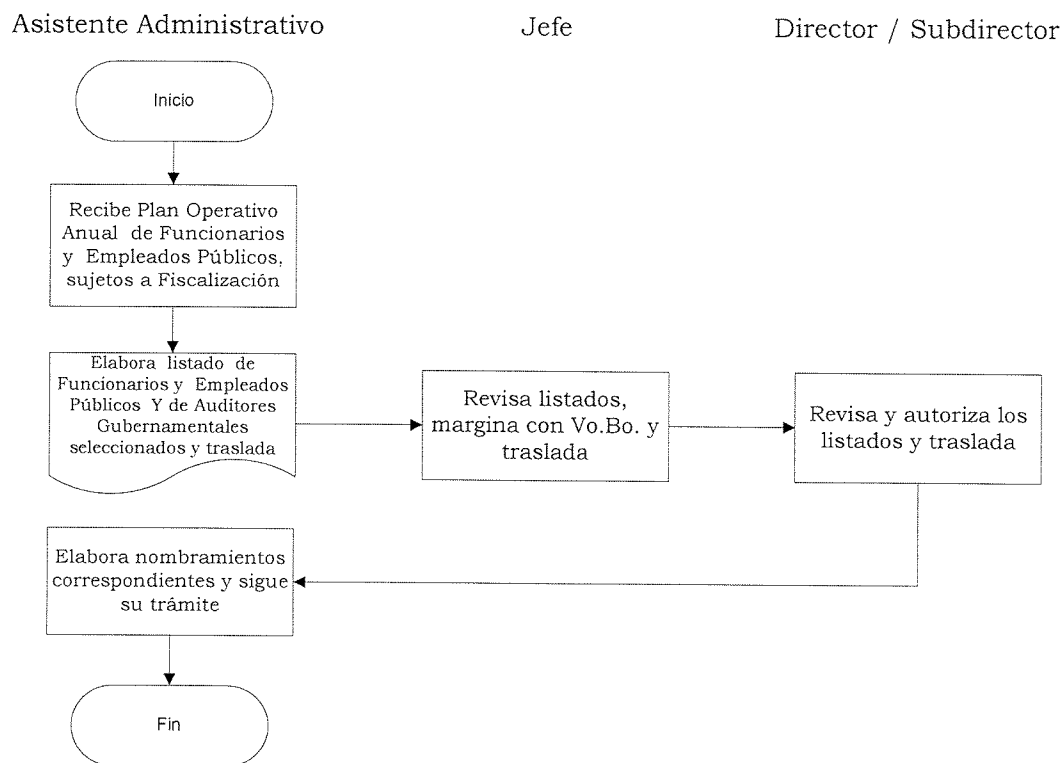 Asistente Administrativo
Jefe
Director / Subdirector
Inicio
Recibe Plan Operativo
Anual de Funcionarios
y Empleados Públicos,
sujetos a Fiscalización
Elabora listado de
Funcionarios y Empleados
Públicos Y de Auditores
Gubernamentales
seleccionados y traslada
Revisa listados,
margina con Vo.Bo. y
traslada
Revisa y autoriza los
listados y traslada
Elabora nombramientos
correspondientes y sigue
su trámite
Fin